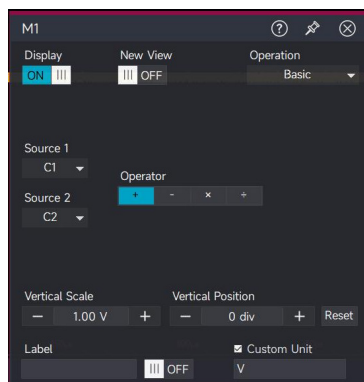 M1
Display New View Operation
ON OFF Basic
Source 1
C1
Operator
Source 2
+ - × ÷
C2
Vertical Scale Vertical Position
− 1.00 V + − 0 div + Reset
Label Custom Unit
OFF V